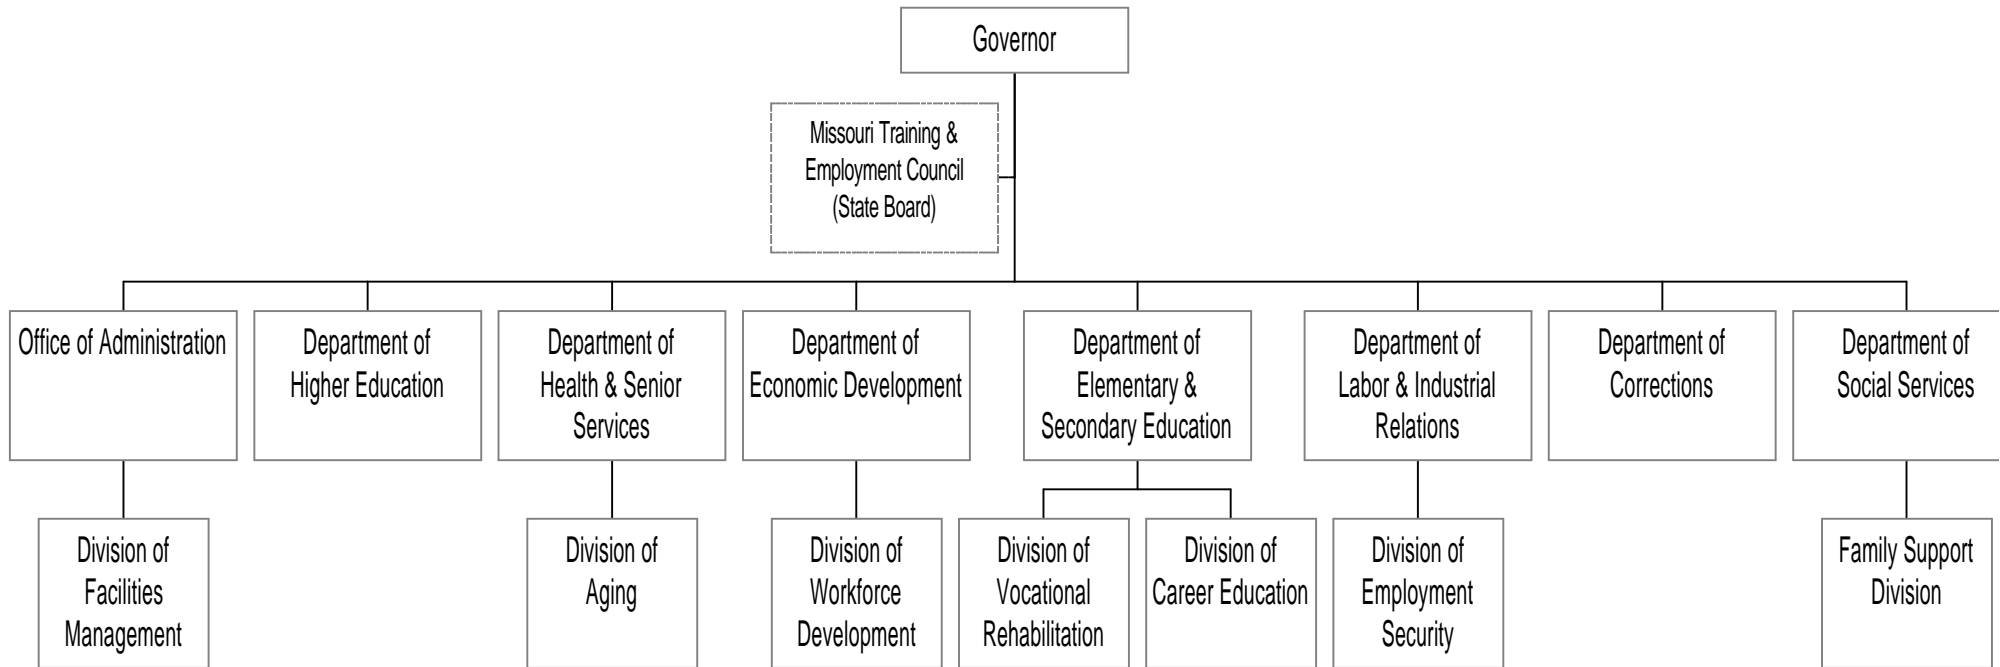 Governor
Missouri Training &
Employment Council
(State Board)
Office of Administration
Department of
Higher Education
Department of
Health & Senior
Services
Department of
Economic Development
Department of
Elementary &
Secondary Education
Department of
Labor & Industrial
Relations
Department of
Corrections
Department of
Social Services
Division of
Facilities
Management
Division of
Aging
Division of
Workforce
Development
Division of
Vocational
Rehabilitation
Division of
Career Education
Division of
Employment
Security
Family Support
Division